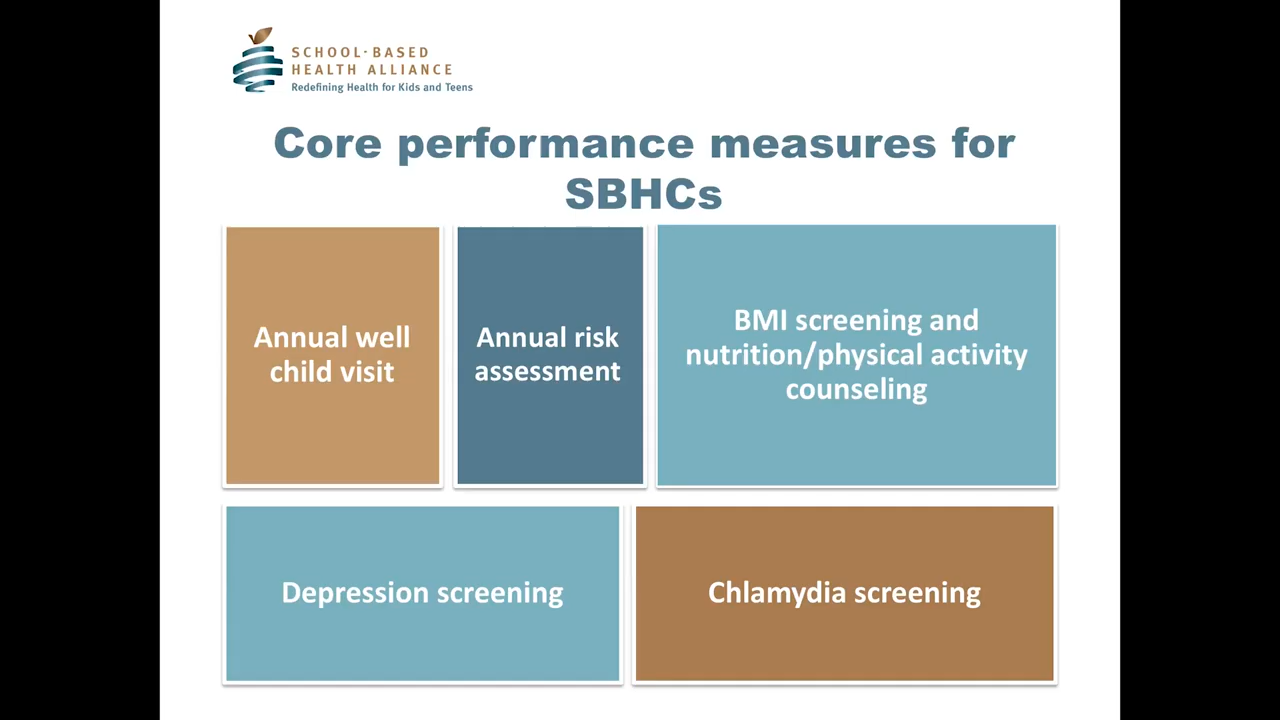 SCHOOL·BASED
HEALTH ALLIANCE
Redefining Health for Kids and Teens
Core performance measures for
SBHCs
Annual well
child visit
Annual risk
assessment
BMI screening and
nutrition/physical activity
counseling
Depression screening
Chlamydia screening